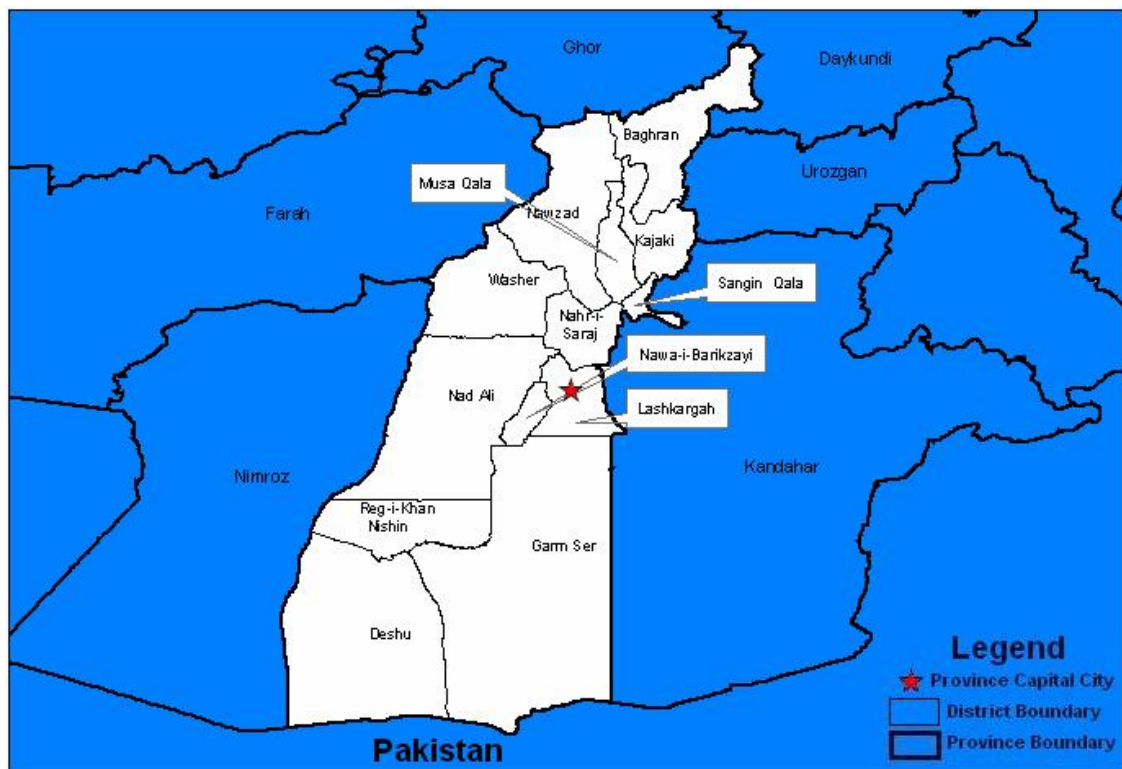 Ghor
Daykundi
Baghran
Urozgan
Musa Qala
Farah
Nawzad
Kajaki
Washer
Sangin Qala
Nahr-i-
Saraj
Nawa-i-Barikzayi
Nad Ali
Lashkargah
Nimroz
Kandahar
Reg-i-Khan
Nishin
Garm Ser
Deshu
Legend
Province Capital City
District Boundary
Province Boundary
Pakistan